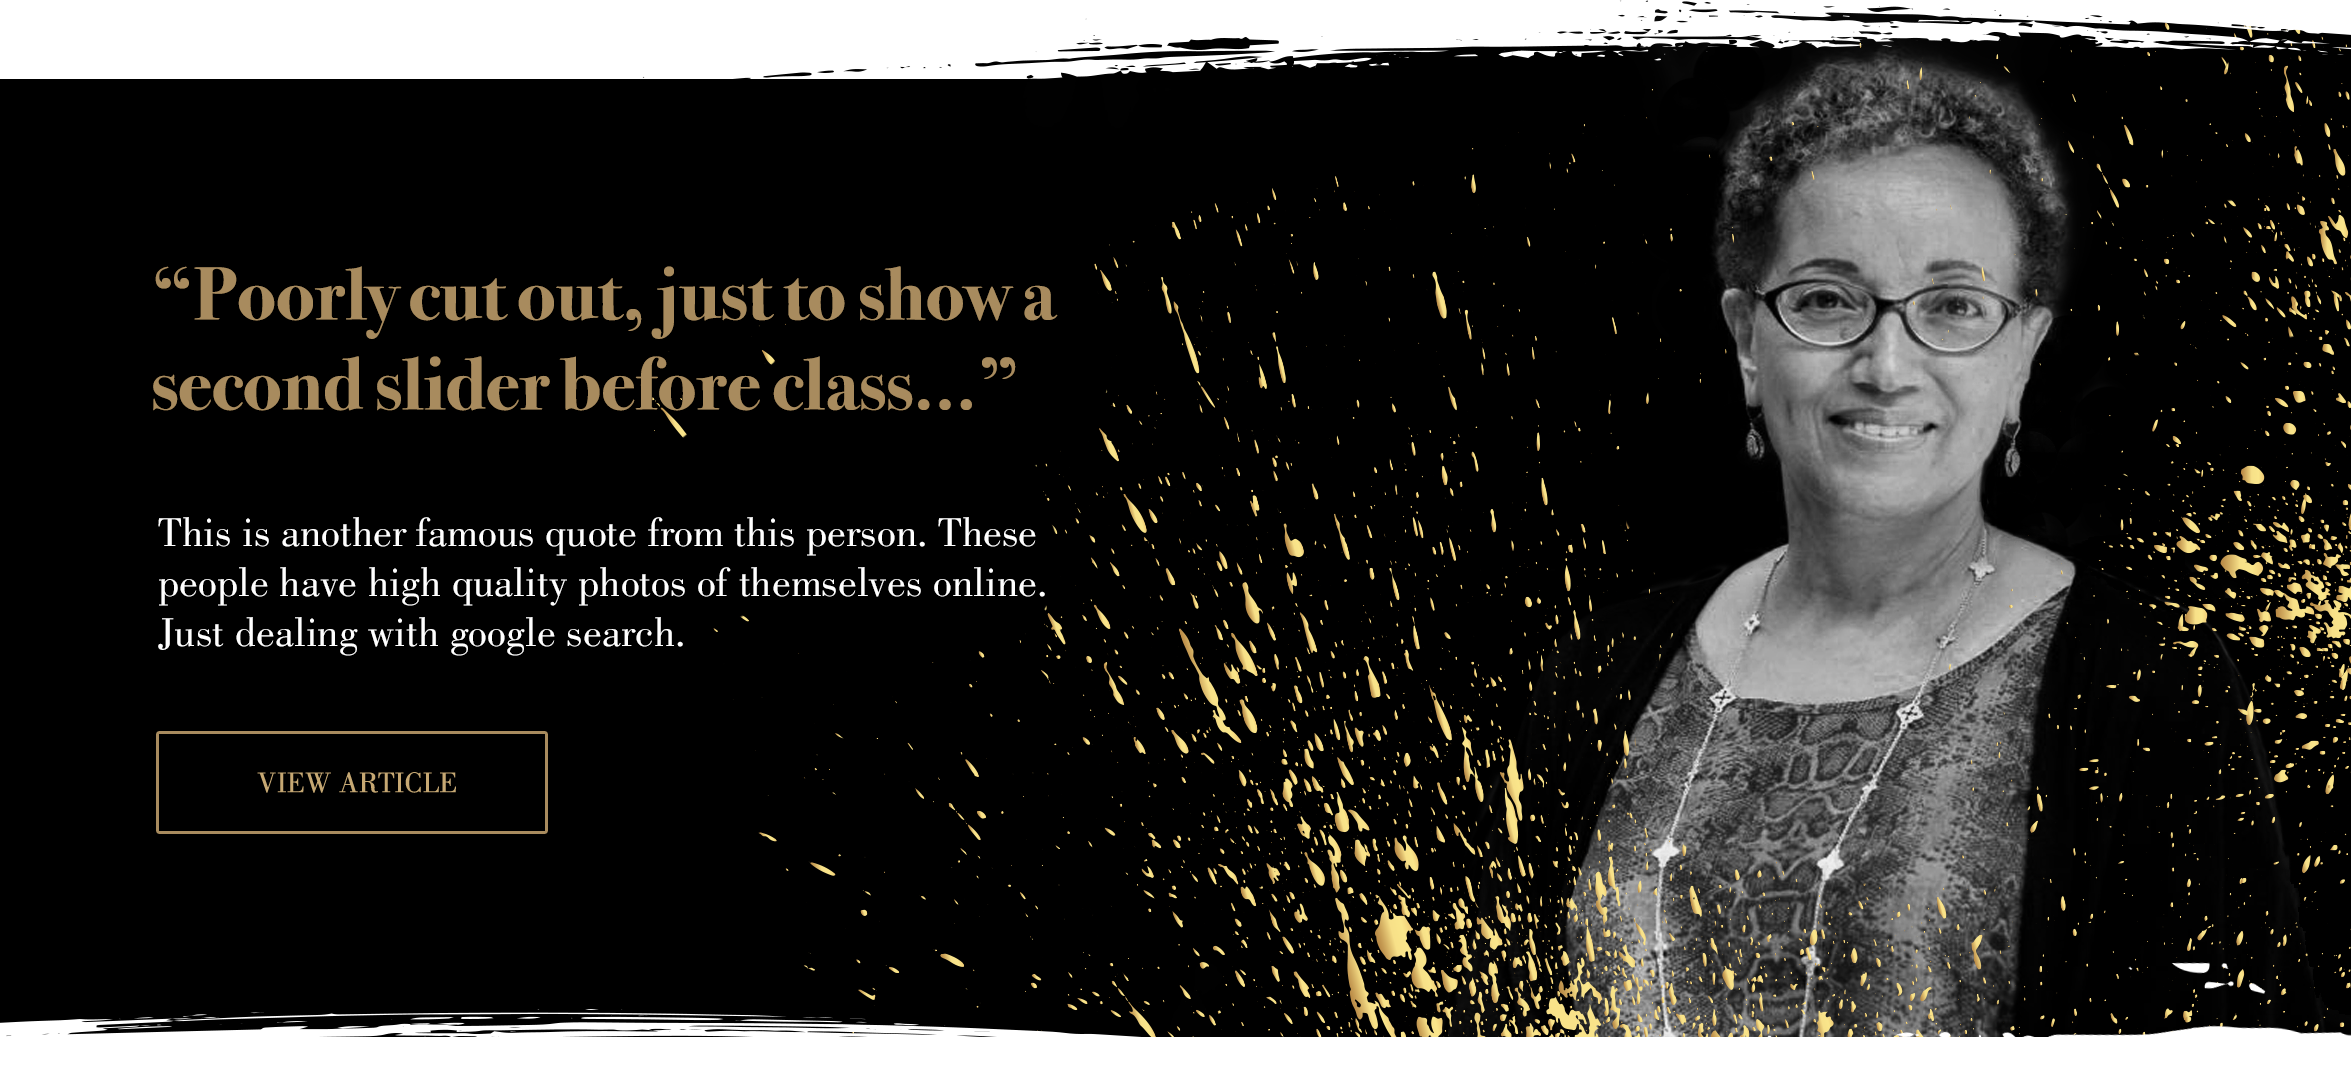 “Poorly cut out, just to show a
second slider before class...”
This is another famous quote from this person. These
people have high quality photos of themselves online.
Just dealing with google search.
VIEW ARTICLE